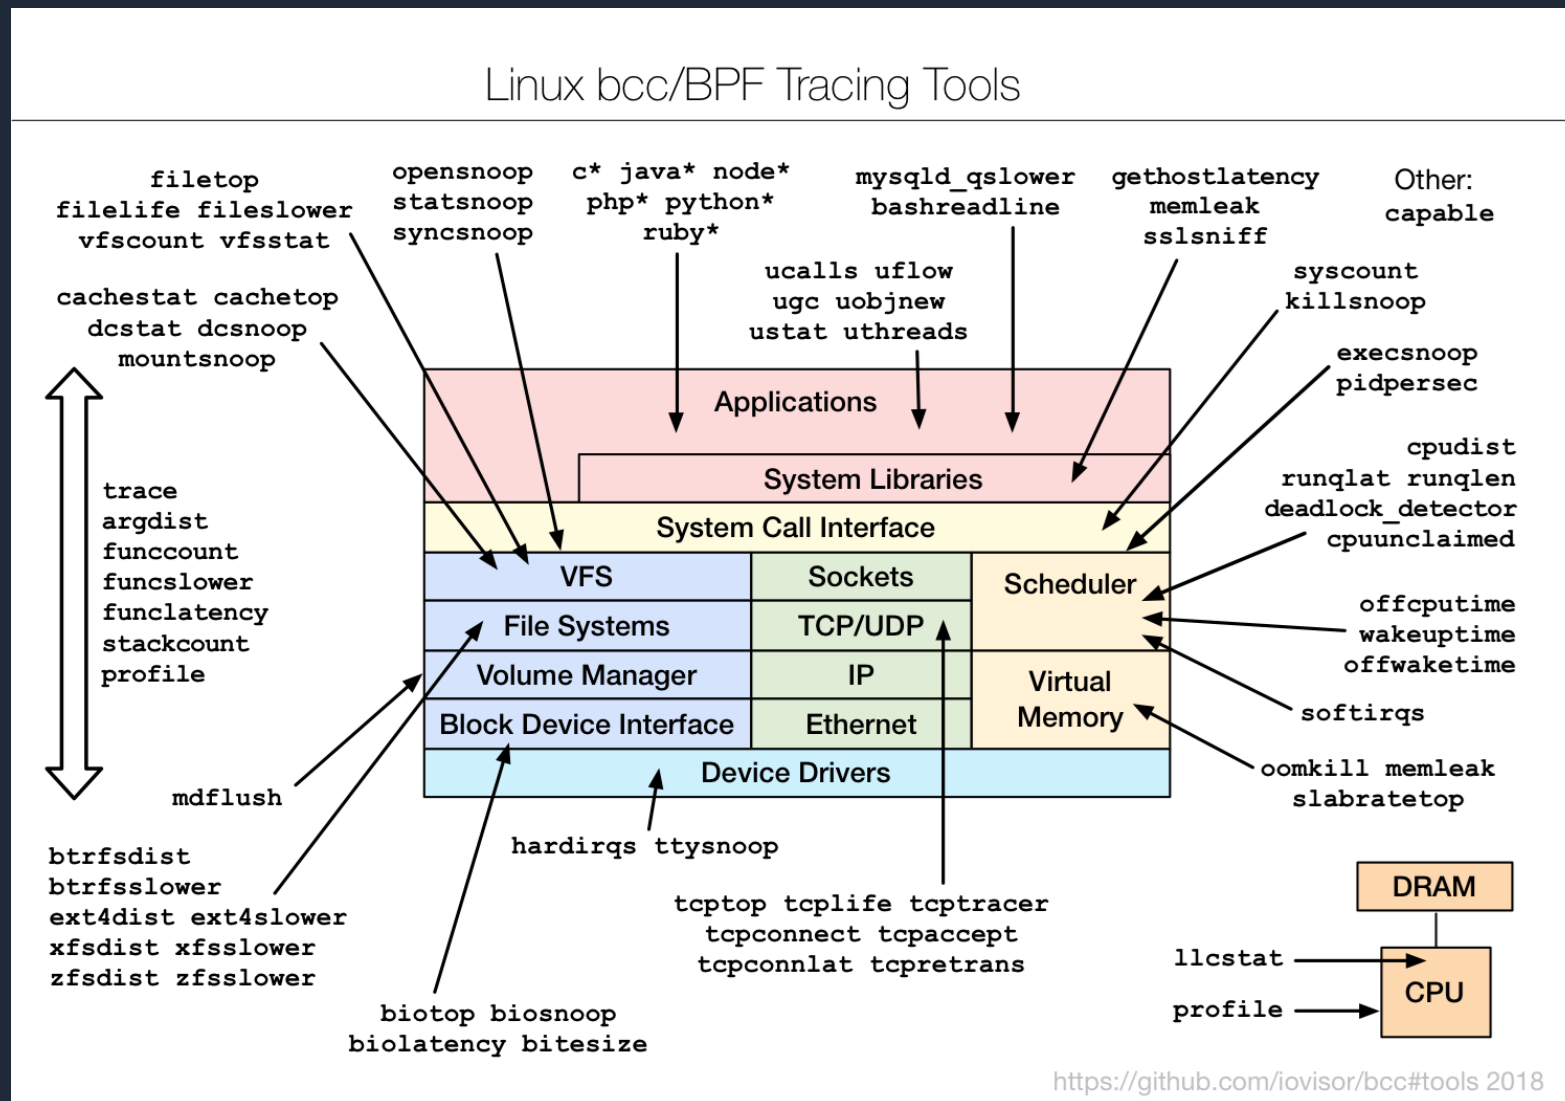 Linux bcc/BPF Tracing Tools
filetop
filelife fileslower
vfscount vfsstat
opensnoop
statsnoop
syncsnoop
c* java* node*
php* python*
ruby*
mysqld_qslower
bashreadline
gethostlatency
memleak
sslsniff
Other:
capable
cachestat cachetop
dcstat dcsnoop
mountsnoop
ucalls uflow
ugc uobjnew
ustat uthreads
syscount
killsnoop
execsnoop
pidpersec
trace
argdist
funccount
funcslower
funclatency
stackcount
profile
Applications
System Libraries
System Call Interface
VFS
File Systems
Volume Manager
Block Device Interface
Sockets
TCP/UDP
IP
Ethernet
Scheduler
Virtual
Memory
Device Drivers
cpudist
runqlat runqlen
deadlock_detector
cpuunclaimed
offcputime
wakeuptime
offwaketime
softirqs
oomkill memleak
slabratetop
mdflush
btrfsdist
btrfsslower
ext4dist ext4slower
xfsdist xfsslower
zfsdist zfsslower
hardirqs ttysnoop
biotop biosnoop
biolatency bitesize
tcptop tcplife tcptracer
tcpconnect tcpaccept
tcpconnlat tcpretrans
DRAM
llcstat
CPU
profile
https://github.com/iovisor/bcc#tools 2018